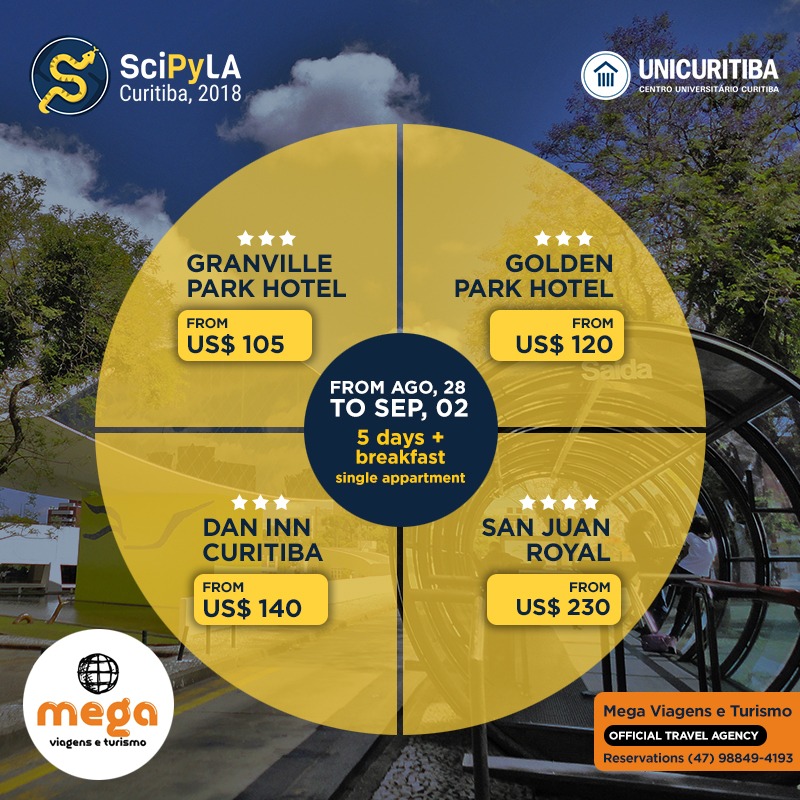 SciPyLA
Curitiba, 2018
UNICURITIBA
CENTRO UNIVERSITÁRIO CURITIBA
GRANVILLE
PARK HOTEL
FROM
US$ 105
GOLDEN
PARK HOTEL
FROM
US$ 120
Saída
FROM AGO, 28
TO SEP, 02
5 days +
breakfast
single appartment
DAN INN
CURITIBA
FROM
US$ 140
SAN JUAN
ROYAL
FROM
US$ 230
mega
viagens e turismo
Mega Viagens e Turismo
OFFICIAL TRAVEL AGENCY
Reservations (47) 98849-4193